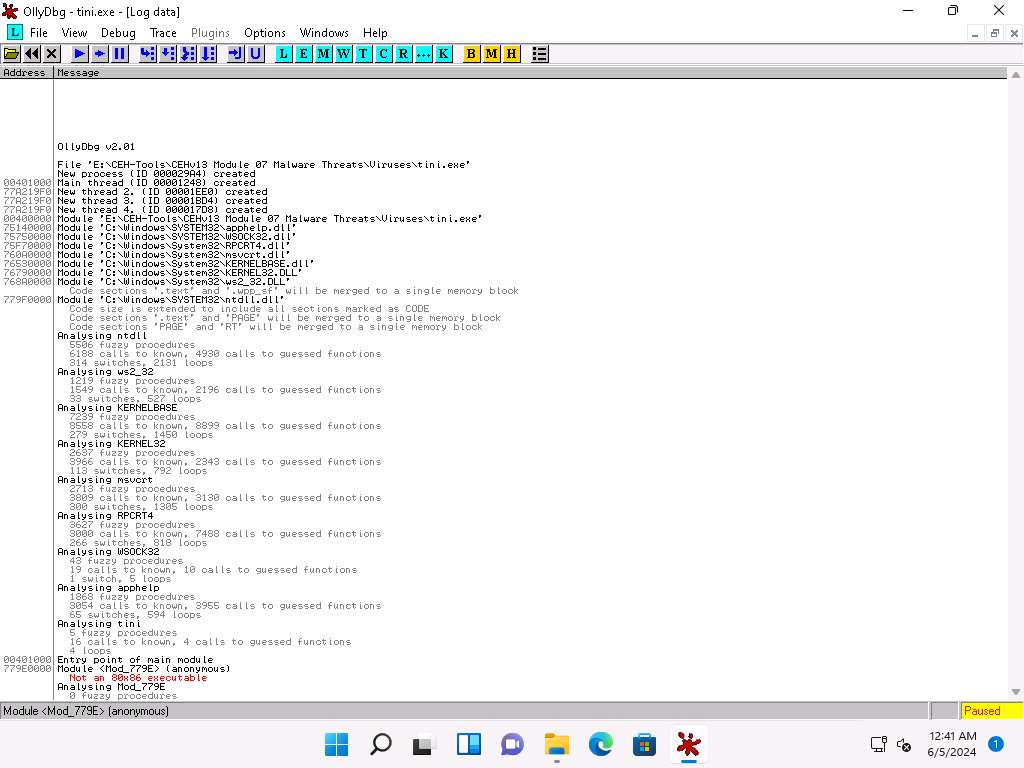 OllyDbg - tini.exe - [Log data]
L File View Debug Trace Plugins Options Windows Help
U L E M W T C R ... K B M H
Address Message
OllyDbg v2.01
File 'E:\CEH-Tools\CEHv13 Module 07 Malware Threats\Viruses\tini.exe'
New process (ID 000029A4) created
00401000 Main thread (ID 00001248) created
77A219F0 New thread 2. (ID 00001EE0) created
77A219F0 New thread 3. (ID 00001BD4) created
77A219F0 New thread 4. (ID 000017D8) created
00400000 Module 'E:\CEH-Tools\CEHv13 Module 07 Malware Threats\Viruses\tini.exe'
75140000 Module 'C:\Windows\SYSTEM32\apphelp.dll'
75750000 Module 'C:\Windows\SYSTEM32\WSOCK32.dll'
75F70000 Module 'C:\Windows\System32\RPCRT4.dll'
760A0000 Module 'C:\Windows\System32\msvcrt.dll'
76530000 Module 'C:\Windows\System32\KERNELBASE.dll'
76790000 Module 'C:\Windows\System32\KERNEL32.DLL'
768A0000 Module 'C:\Windows\System32\ws2_32.DLL'
Code sections '.text' and '.wpp_sf' will be merged to a single memory block
779F0000 Module 'C:\Windows\SYSTEM32\ntdll.dll'
Code size is extended to include all sections marked as CODE
Code sections '.text' and 'PAGE' will be merged to a single memory block
Code sections 'PAGE' and 'RT' will be merged to a single memory block
Analysing ntdll
5506 fuzzy procedures
6188 calls to known, 4930 calls to guessed functions
314 switches, 2131 loops
Analysing ws2_32
1219 fuzzy procedures
1549 calls to known, 2196 calls to guessed functions
33 switches, 527 loops
Analysing KERNELBASE
7239 fuzzy procedures
8558 calls to known, 8899 calls to guessed functions
279 switches, 1450 loops
Analysing KERNEL32
2637 fuzzy procedures
3966 calls to known, 2343 calls to guessed functions
113 switches, 792 loops
Analysing msvcrt
2713 fuzzy procedures
3809 calls to known, 3130 calls to guessed functions
300 switches, 1305 loops
Analysing RPCRT4
3627 fuzzy procedures
3000 calls to known, 7488 calls to guessed functions
266 switches, 818 loops
Analysing WSOCK32
43 fuzzy procedures
19 calls to known, 10 calls to guessed functions
1 switch, 5 loops
Analysing apphelp
1868 fuzzy procedures
3054 calls to known, 3955 calls to guessed functions
65 switches, 594 loops
Analysing tini
5 fuzzy procedures
16 calls to known, 4 calls to guessed functions
4 loops
00401000 Entry point of main module
779E0000 Module <Mod_779E> (anonymous)
Not an 80x86 executable
Analysing Mod_779E
0 fuzzy procedures
Module <Mod_779E> (anonymous) Paused
12:41 AM
6/5/2024 1